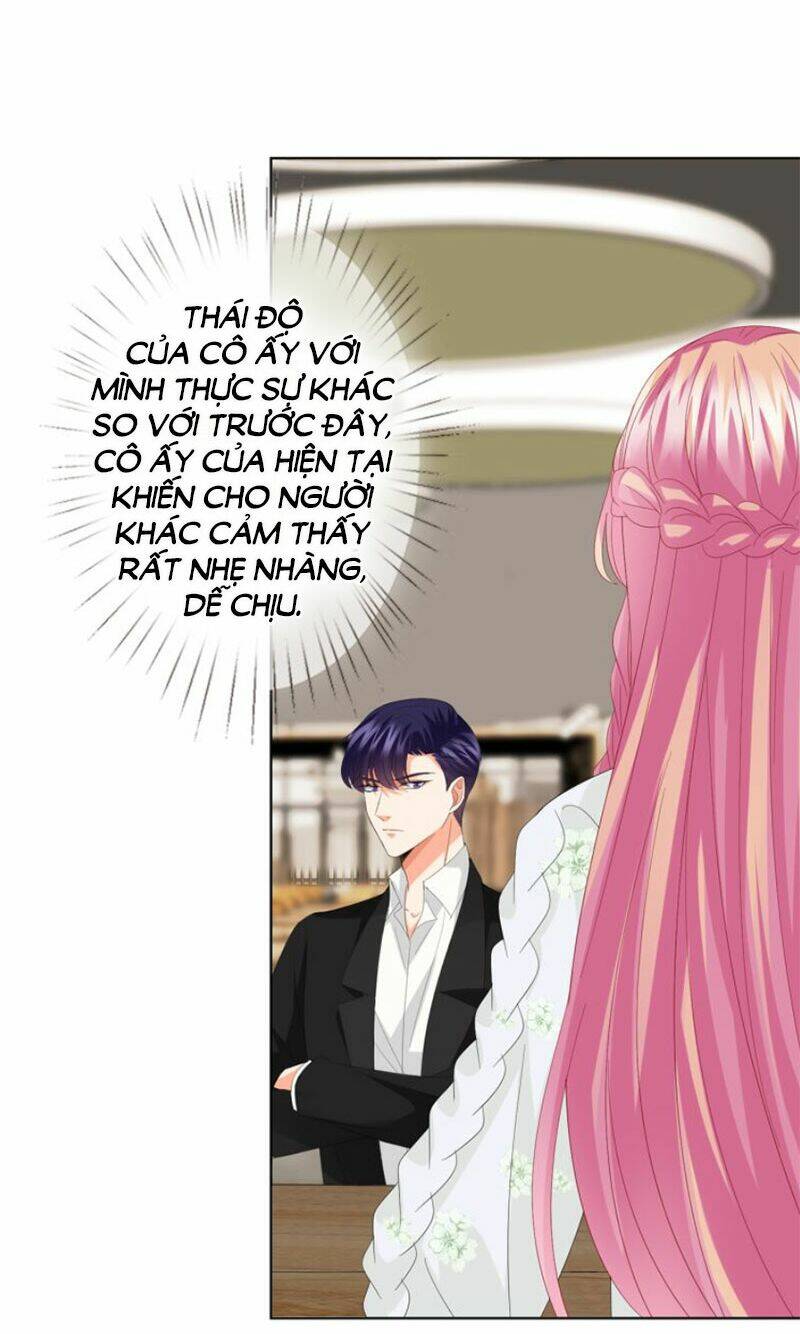 THÁI ĐỘ
CỦA CÔ ẤY VỚI
MÌNH THỰC SỰ KHÁC
SO VỚI TRƯỚC ĐÂY,
CÔ ẤY CỦA HIỆN TẠI
KHIẾN CHO NGƯỜI
KHÁC CẢM THẤY
RẤT NHẸ NHÀNG,
DỄ CHỊU.